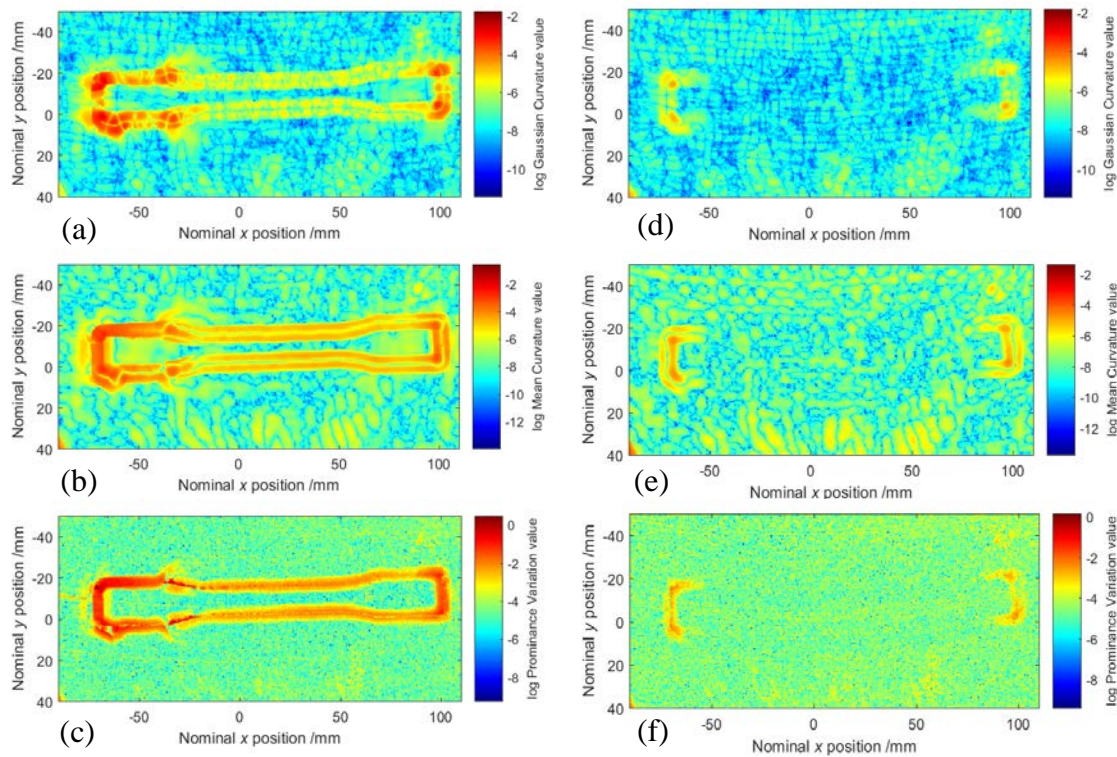 -40
-20
0
20
40
Nominal y position /mm
-50 0 50 100
Nominal x position /mm
(a)
-2
-4
-6
-8
-10
log Gaussian Curvature value
-40
-20
0
20
40
Nominal y position /mm
-50 0 50 100
Nominal x position /mm
(d)
-2
-4
-6
-8
-10
log Gaussian Curvature value
-40
-20
0
20
40
Nominal y position /mm
-50 0 50 100
Nominal x position /mm
(b)
-2
-4
-6
-8
-10
-12
log Mean Curvature value
-40
-20
0
20
40
Nominal y position /mm
-50 0 50 100
Nominal x position /mm
(e)
-2
-4
-6
-8
-10
-12
log Mean Curvature value
-40
-20
0
20
40
Nominal y position /mm
-50 0 50 100
Nominal x position /mm
(c)
0
-2
-4
-6
-8
log Prominance Variation value
-40
-20
0
20
40
Nominal y position /mm
-50 0 50 100
Nominal x position /mm
(f)
0
-2
-4
-6
-8
log Prominance Variation value